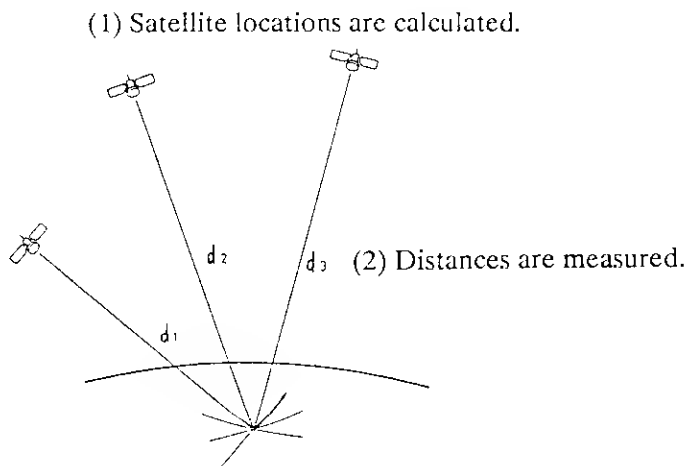 (1) Satellite locations are calculated.
d2
d3
(2) Distances are measured.
d1